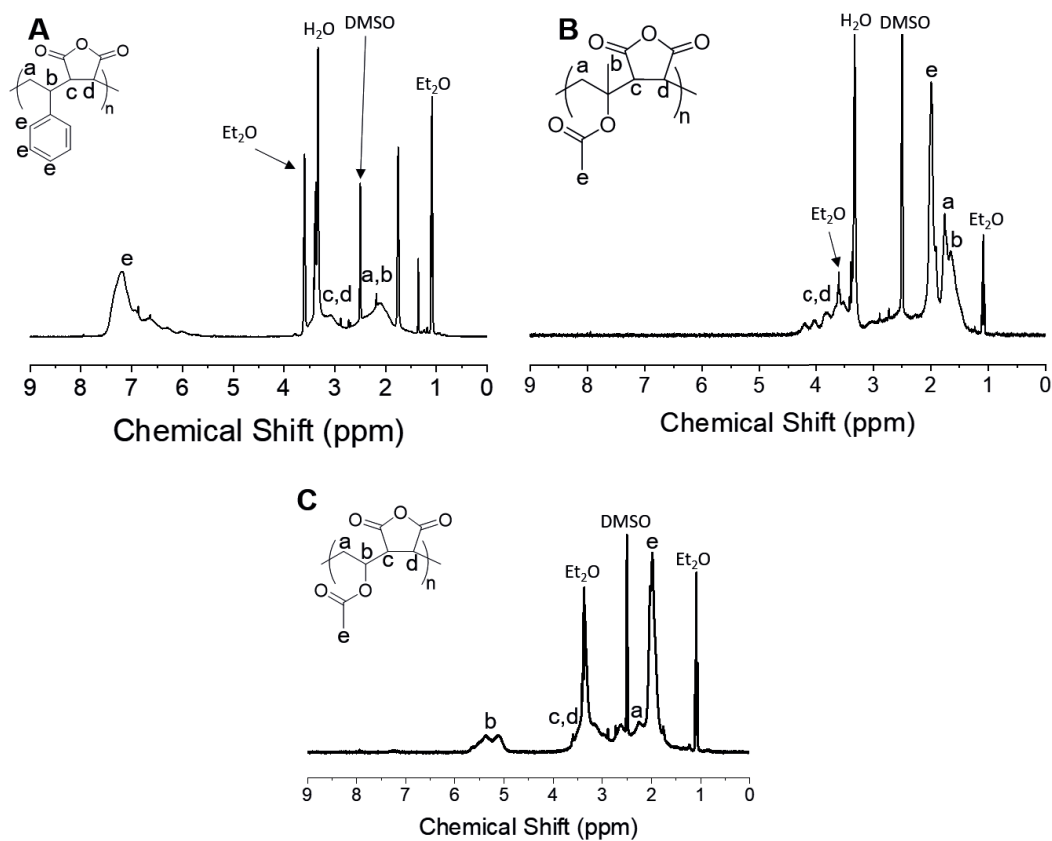 A
B
O O O
a
b
c d
n
e
e
e
H₂O
DMSO
Et₂O
Et₂O
e
c,d
a,b
9 8 7 6 5 4 3 2 1 0
Chemical Shift (ppm)
O O O
a
b
c d
n
O
O
e
H₂O
DMSO
e
Et₂O
a
b
Et₂O
c,d
9 8 7 6 5 4 3 2 1 0
Chemical Shift (ppm)
C
O O O
a b
c d
n
O O
e
DMSO
e
Et₂O
Et₂O
b
c,d
a
9 8 7 6 5 4 3 2 1 0
Chemical Shift (ppm)